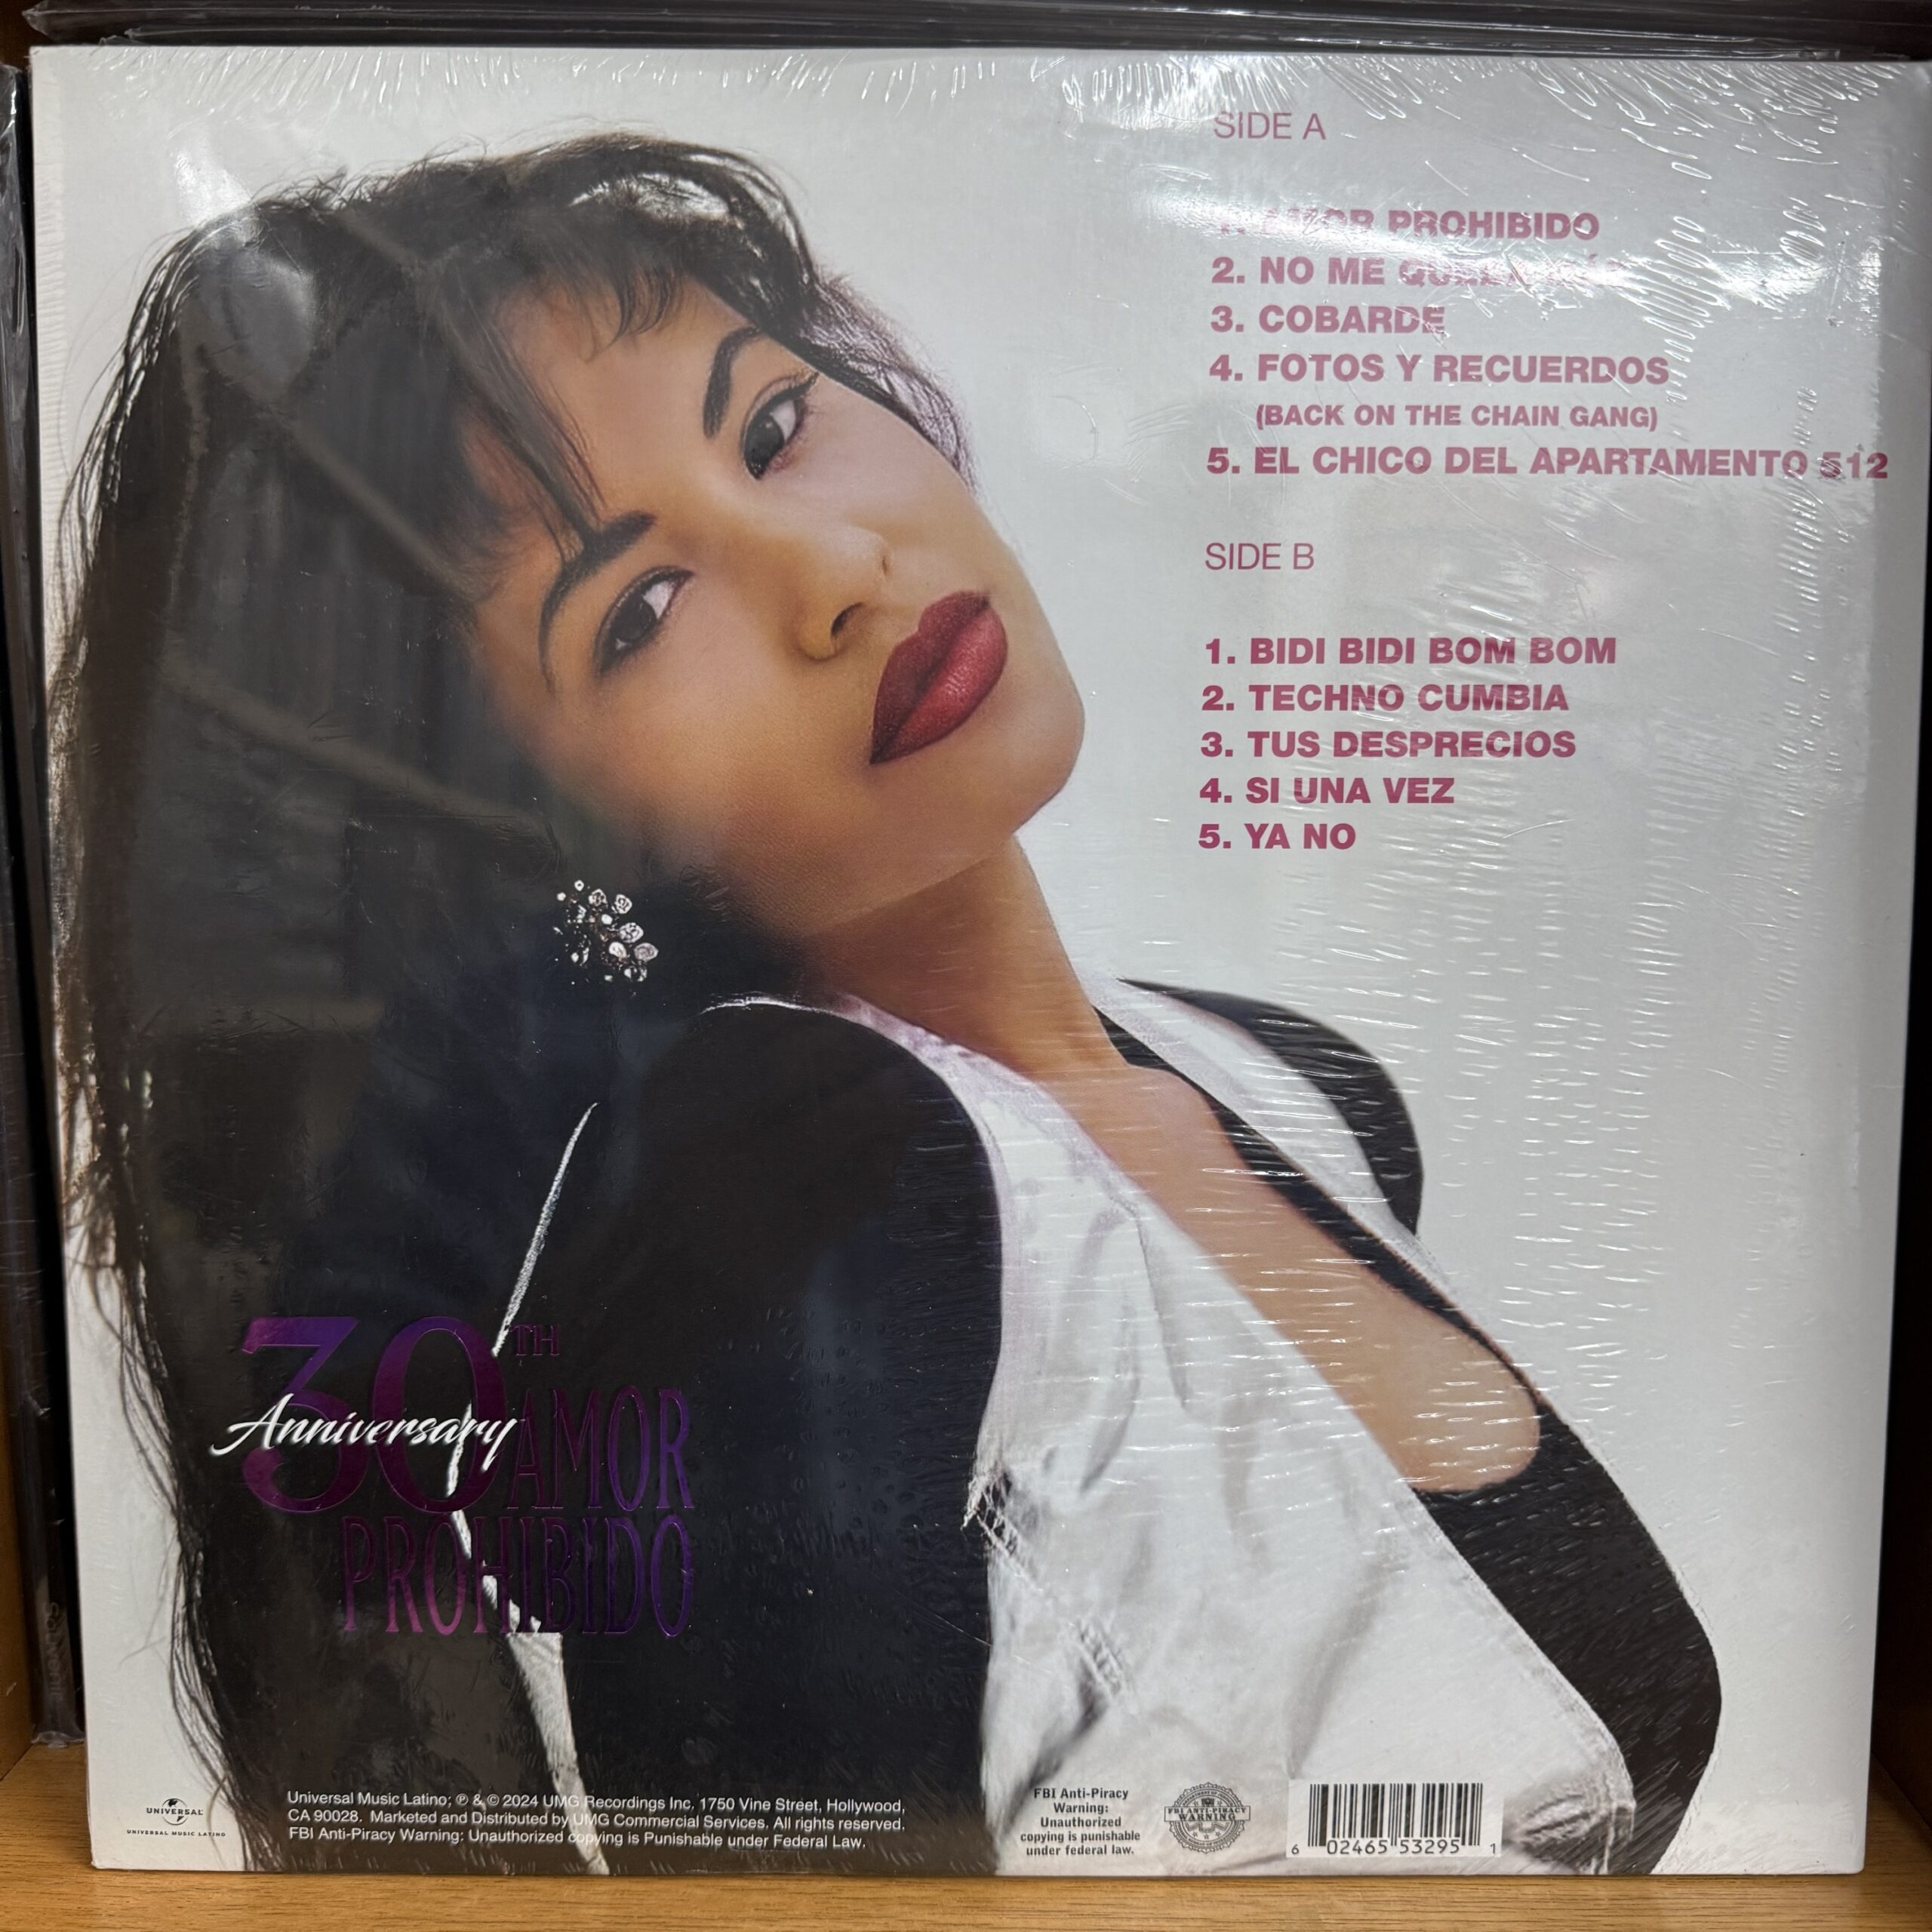 SIDE A
1. AMOR PROHIBIDO
2. NO ME
3. COBARDE
4. FOTOS Y RECUERDOS
(BACK ON THE CHAIN GANG)
5. EL CHICO DEL APARTAMENTO 512
SIDE B
1. BIDI BIDI BOM BOM
2. TECHNO CUMBIA
3. TUS DESPRECIOS
4. SI UNA VEZ
5. YA NO
30TH
Anniversary
AMOR
PROHIBIDO
UNIVERSAL
UNIVERSAL MUSIC LATINO
Universal Music Latino; ℗ & © 2024 UMG Recordings Inc. 1750 Vine Street, Hollywood,
CA 90028. Marketed and Distributed by UMG Commercial Services. All rights reserved.
FBI Anti-Piracy Warning: Unauthorized copying is Punishable under Federal Law.
FBI Anti-Piracy
Warning:
Unauthorized
copying is punishable
under federal law.
FBI ANTI-PIRACY
WARNING
6 02465 53295 1